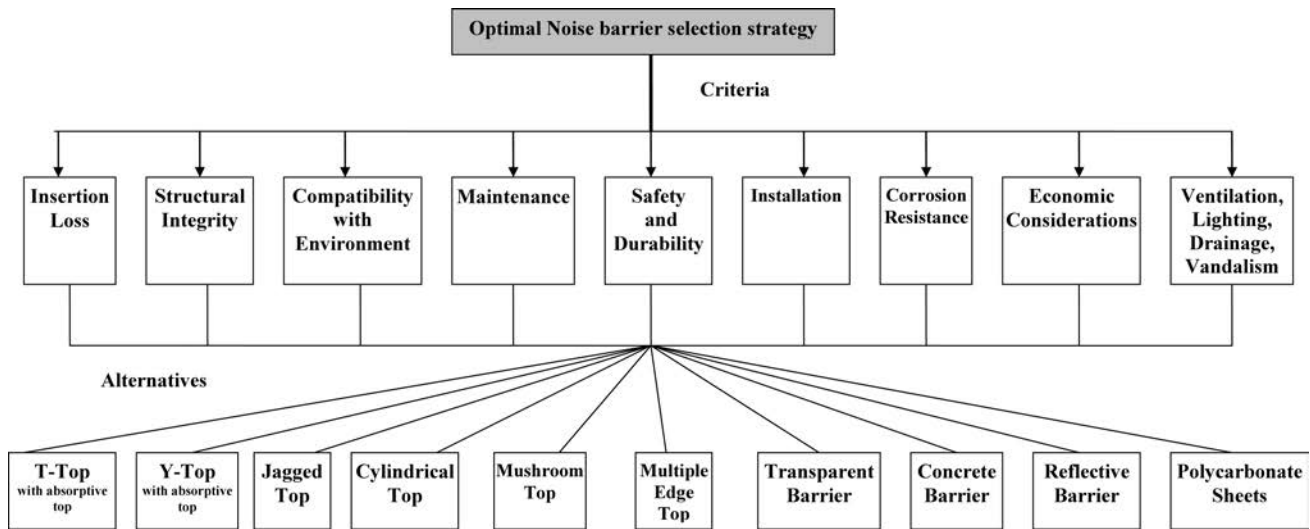 Optimal Noise barrier selection strategy
Criteria
Insertion
Loss
Structural
Integrity
Compatibility
with
Environment
Maintenance
Safety
and
Durability
Installation
Corrosion
Resistance
Economic
Considerations
Ventilation,
Lighting,
Drainage,
Vandalism
Alternatives
T-Top
with absorptive
top
Y-Top
with absorptive
top
Jagged
Top
Cylindrical
Top
Mushroom
Top
Multiple
Edge
Top
Transparent
Barrier
Concrete
Barrier
Reflective
Barrier
Polycarbonate
Sheets